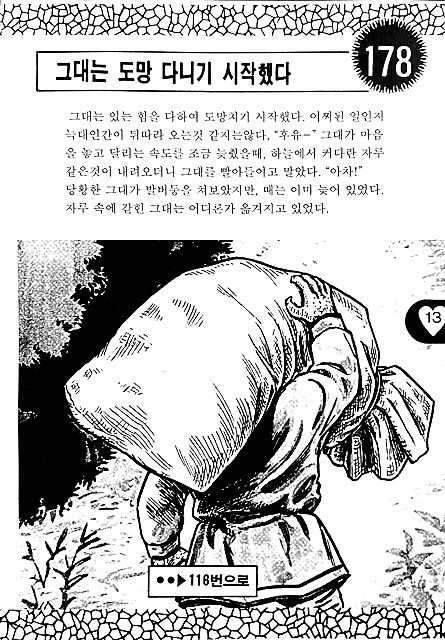 178
그대는 도망 다니기 시작했다
그대는 있는 힘을 다하여 도망치기 시작했다. 어찌된 일인지
늑대인간이 뒤따라 오는것 같지는않다. “후유—” 그대가 마음
을 놓고 달리는 속도를 조금 늦췄을때, 하늘에서 커다란 자루
같은것이 내려오더니 그대를 빨아들이고 말았다. “아차!”
당황한 그대가 발버둥을 쳐보았지만, 때는 이미 늦어 있었다.
자루 속에 갇힌 그대는 어디론가 옮겨지고 있었다.
13
••▶116번으로